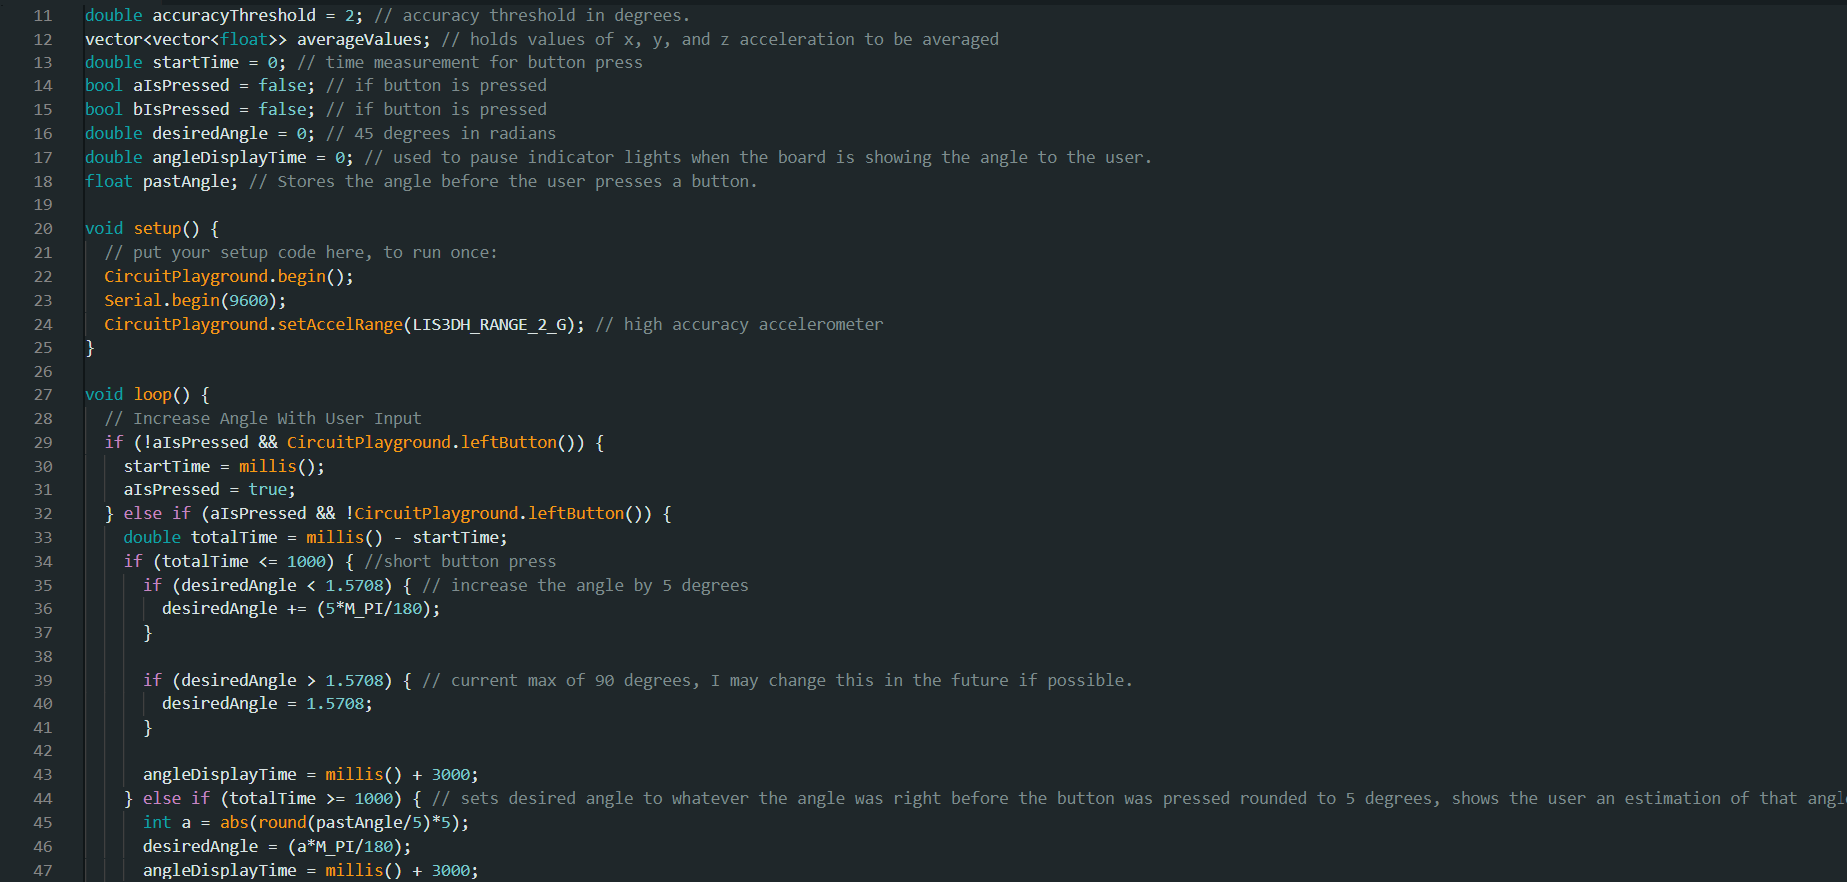 11 double accuracyThreshold = 2; // accuracy threshold in degrees.
12 vector<vector<float>> averageValues; // holds values of x, y, and z acceleration to be averaged
13 double startTime = 0; // time measurement for button press
14 bool aIsPressed = false; // if button is pressed
15 bool bIsPressed = false; // if button is pressed
16 double desiredAngle = 0; // 45 degrees in radians
17 double angleDisplayTime = 0; // used to pause indicator lights when the board is showing the angle to the user.
18 float pastAngle; // Stores the angle before the user presses a button.
19
20 void setup() {
21   // put your setup code here, to run once:
22   CircuitPlayground.begin();
23   Serial.begin(9600);
24   CircuitPlayground.setAccelRange(LIS3DH_RANGE_2_G); // high accuracy accelerometer
25 }
26
27 void loop() {
28   // Increase Angle With User Input
29   if (!aIsPressed && CircuitPlayground.leftButton()) {
30     startTime = millis();
31     aIsPressed = true;
32   } else if (aIsPressed && !CircuitPlayground.leftButton()) {
33     double totalTime = millis() - startTime;
34     if (totalTime <= 1000) { //short button press
35       if (desiredAngle < 1.5708) { // increase the angle by 5 degrees
36         desiredAngle += (5*M_PI/180);
37       }
38
39       if (desiredAngle > 1.5708) { // current max of 90 degrees, I may change this in the future if possible.
40         desiredAngle = 1.5708;
41       }
42
43       angleDisplayTime = millis() + 3000;
44     } else if (totalTime >= 1000) { // sets desired angle to whatever the angle was right before the button was pressed rounded to 5 degrees, shows the user an estimation of that
45       int a = abs(round(pastAngle/5)*5);
46       desiredAngle = (a*M_PI/180);
47       angleDisplayTime = millis() + 3000;